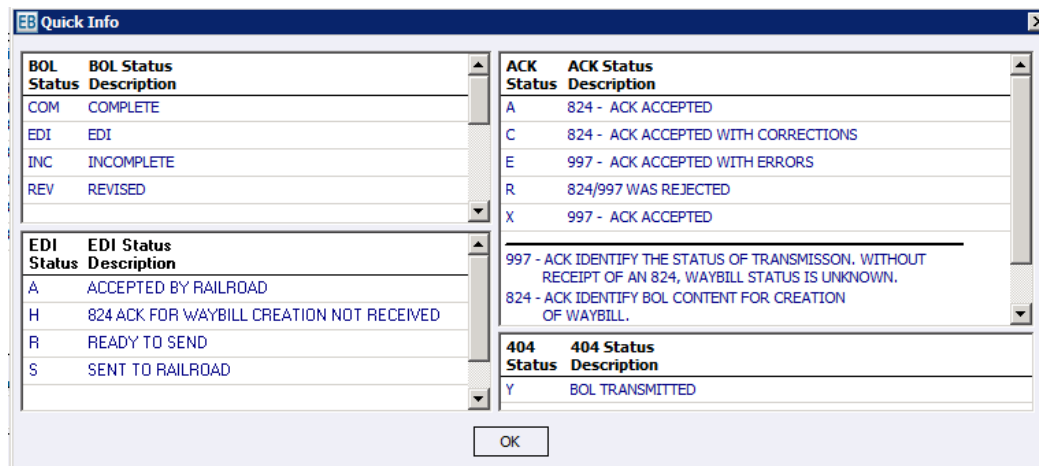 EB Quick Info
BOL Status BOL Status Description
COM COMPLETE
EDI EDI
INC INCOMPLETE
REV REVISED
EDI Status EDI Status Description
A ACCEPTED BY RAILROAD
H 824 ACK FOR WAYBILL CREATION NOT RECEIVED
R READY TO SEND
S SENT TO RAILROAD
ACK Status ACK Status Description
A 824 - ACK ACCEPTED
C 824 - ACK ACCEPTED WITH CORRECTIONS
E 997 - ACK ACCEPTED WITH ERRORS
R 824/997 WAS REJECTED
X 997 - ACK ACCEPTED
997 - ACK IDENTIFY THE STATUS OF TRANSMISSON. WITHOUT
RECEIPT OF AN 824, WAYBILL STATUS IS UNKNOWN.
824 - ACK IDENTIFY BOL CONTENT FOR CREATION
OF WAYBILL.
404 Status 404 Status Description
Y BOL TRANSMITTED
OK